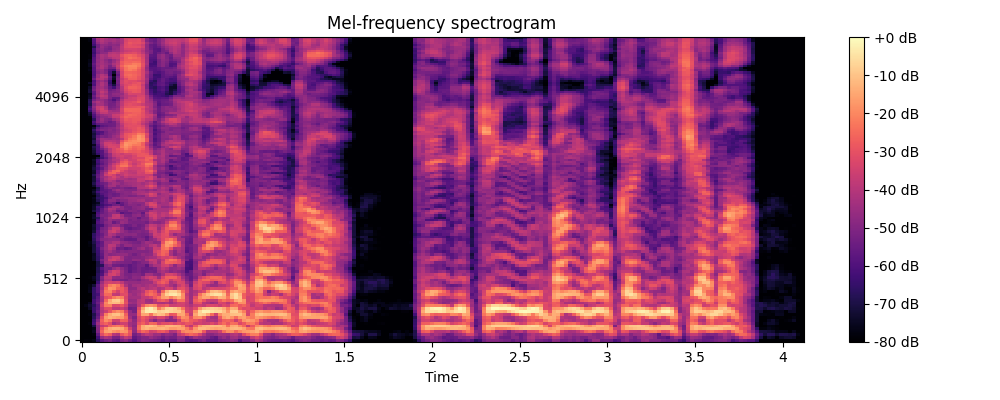 Mel-frequency spectrogram
+0 dB
-10 dB
-20 dB
-30 dB
-40 dB
-50 dB
-60 dB
-70 dB
-80 dB
4096
2048
1024
512
0
Hz
0 0.5 1 1.5 2 2.5 3 3.5 4
Time